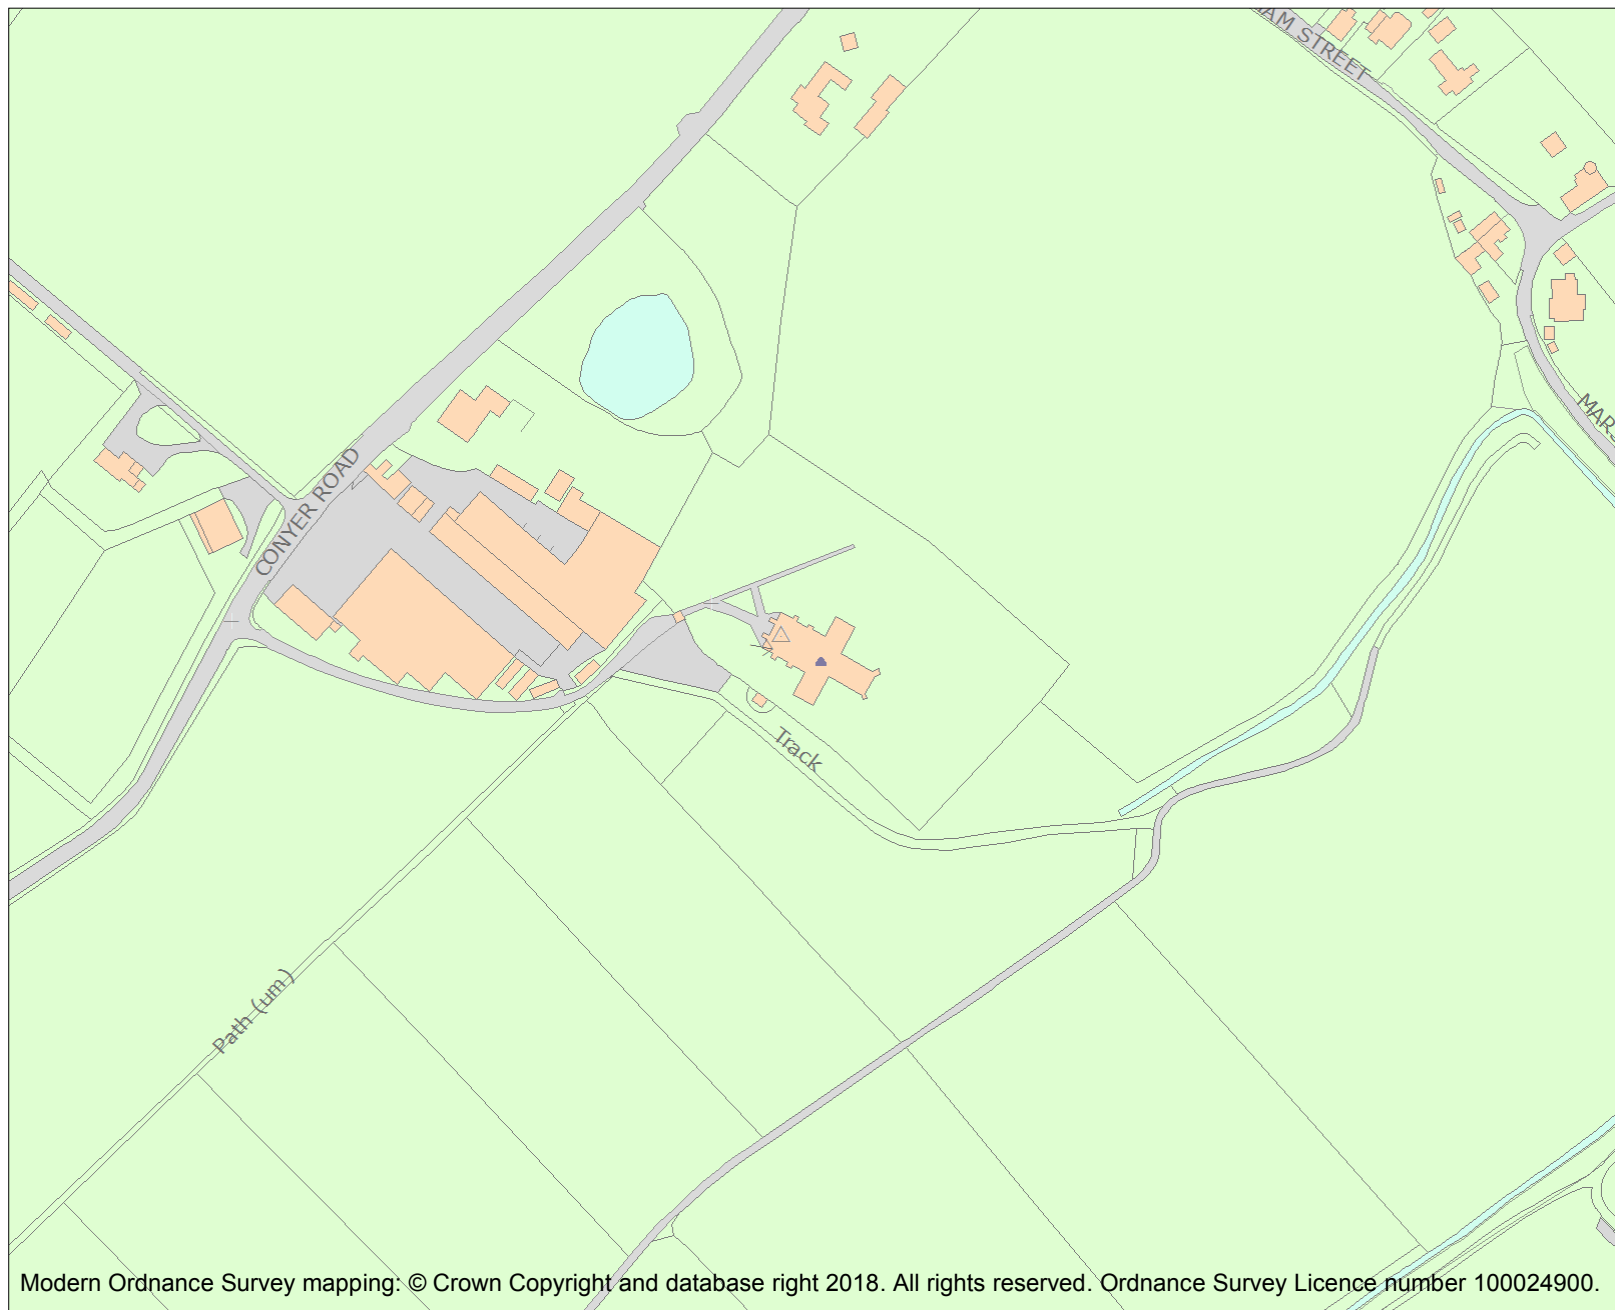 AM STREET
CONYER ROAD
MARS
Track
Path (um)
Modern Ordnance Survey mapping: © Crown Copyright and database right 2018. All rights reserved. Ordnance Survey Licence number 100024900.